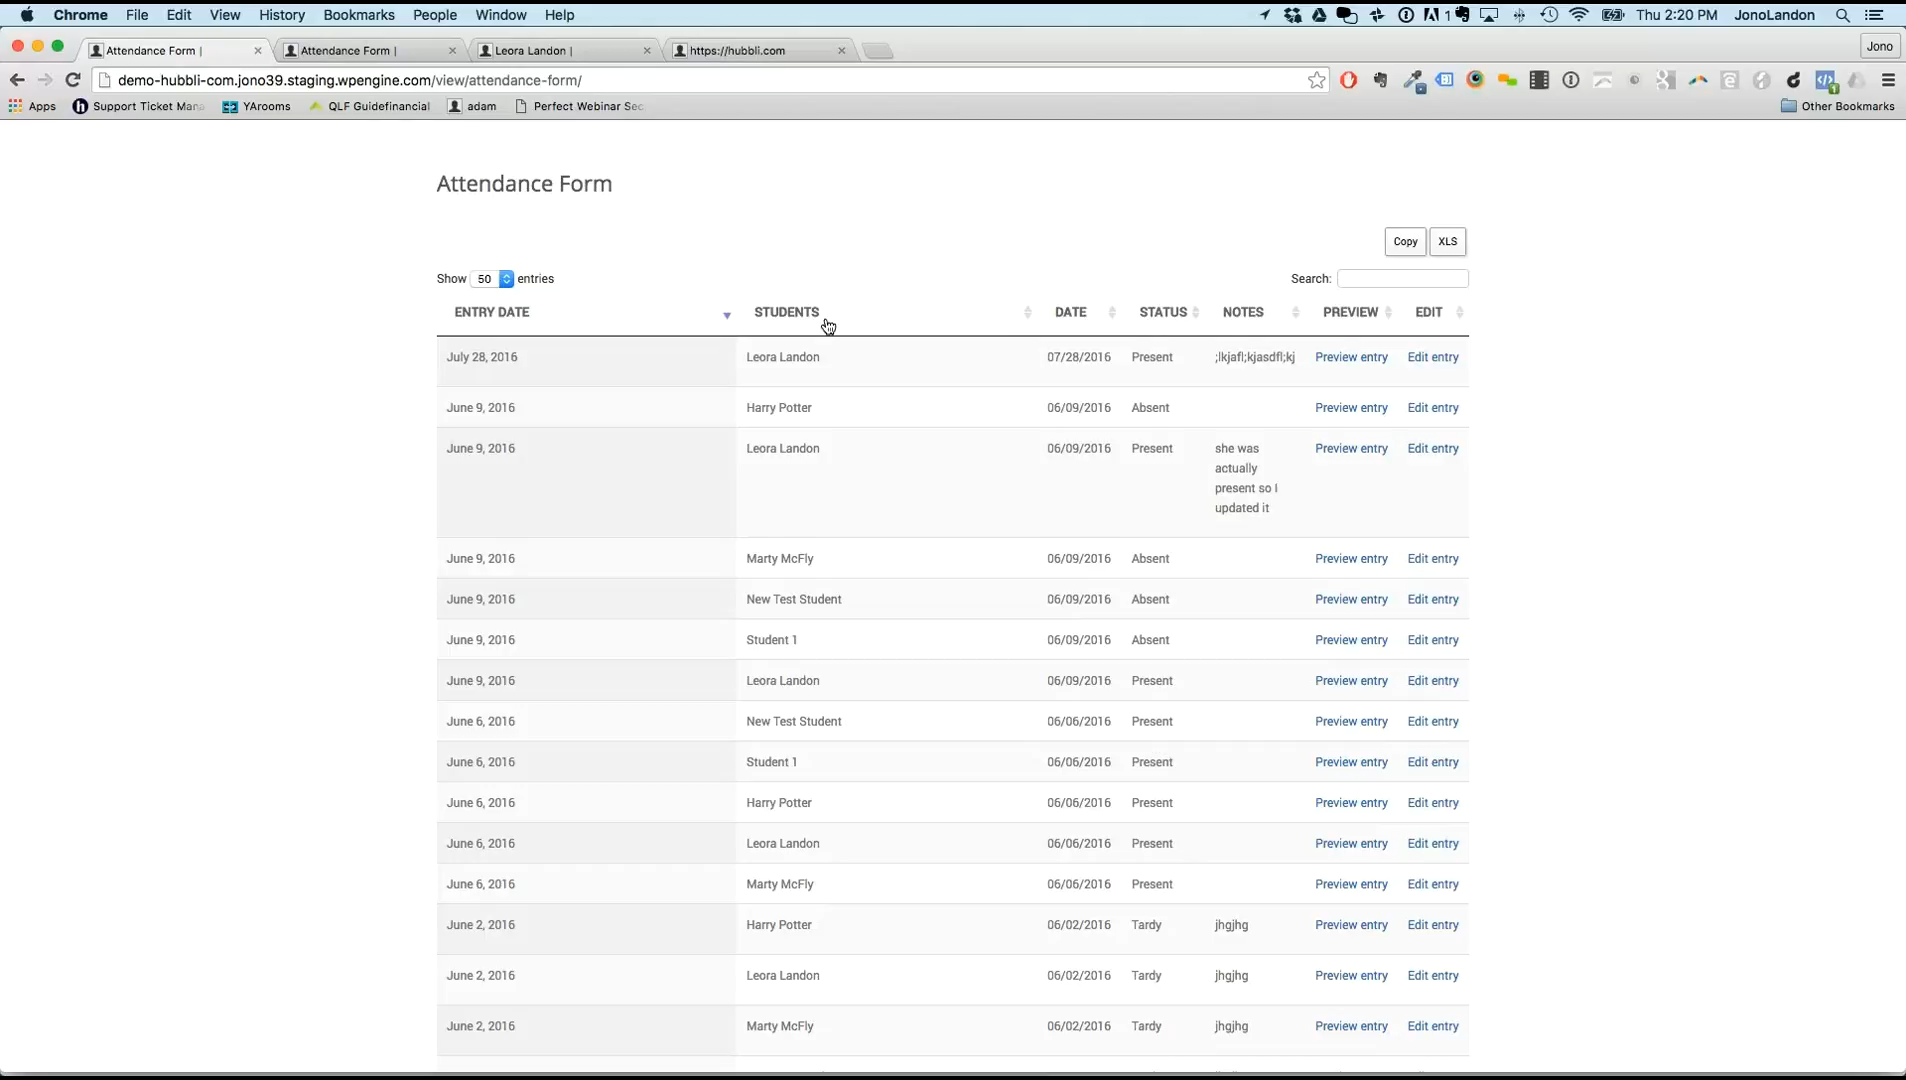 Chrome File Edit View History Bookmarks People Window Help 1 Thu 2:20 PM JonoLandon
Attendance Form | Attendance Form | Leora Landon | https://hubbli.com Jono
demo-hubbli-com.jono39.staging.wpengine.com/view/attendance-form/
Apps Support Ticket Mana YArooms QLF Guidefinancial adam Perfect Webinar Sec Other Bookmarks
Attendance Form
Copy XLS
Show 50 entries Search:
ENTRY DATE STUDENTS DATE STATUS NOTES PREVIEW EDIT
July 28, 2016 Leora Landon 07/28/2016 Present ;lkjafl;kjasdfl;kj Preview entry Edit entry
June 9, 2016 Harry Potter 06/09/2016 Absent Preview entry Edit entry
June 9, 2016 Leora Landon 06/09/2016 Present she was Preview entry Edit entry
actually
present so I
updated it
June 9, 2016 Marty McFly 06/09/2016 Absent Preview entry Edit entry
June 9, 2016 New Test Student 06/09/2016 Absent Preview entry Edit entry
June 9, 2016 Student 1 06/09/2016 Absent Preview entry Edit entry
June 9, 2016 Leora Landon 06/09/2016 Present Preview entry Edit entry
June 6, 2016 New Test Student 06/06/2016 Present Preview entry Edit entry
June 6, 2016 Student 1 06/06/2016 Present Preview entry Edit entry
June 6, 2016 Harry Potter 06/06/2016 Present Preview entry Edit entry
June 6, 2016 Leora Landon 06/06/2016 Present Preview entry Edit entry
June 6, 2016 Marty McFly 06/06/2016 Present Preview entry Edit entry
June 2, 2016 Harry Potter 06/02/2016 Tardy jhgjhg Preview entry Edit entry
June 2, 2016 Leora Landon 06/02/2016 Tardy jhgjhg Preview entry Edit entry
June 2, 2016 Marty McFly 06/02/2016 Tardy jhgjhg Preview entry Edit entry